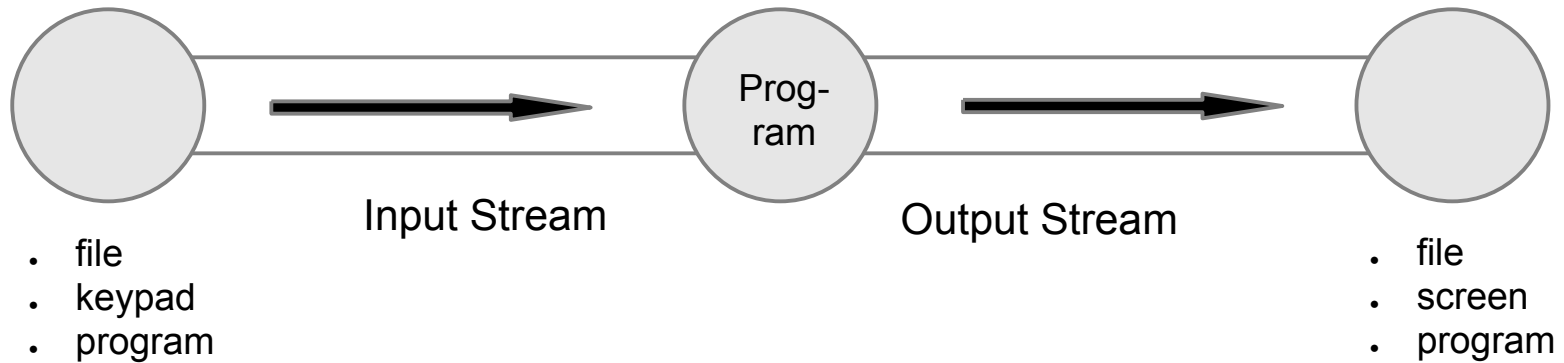 Prog-
ram
Input Stream
Output Stream
. file
. keypad
. program
. file
. screen
. program